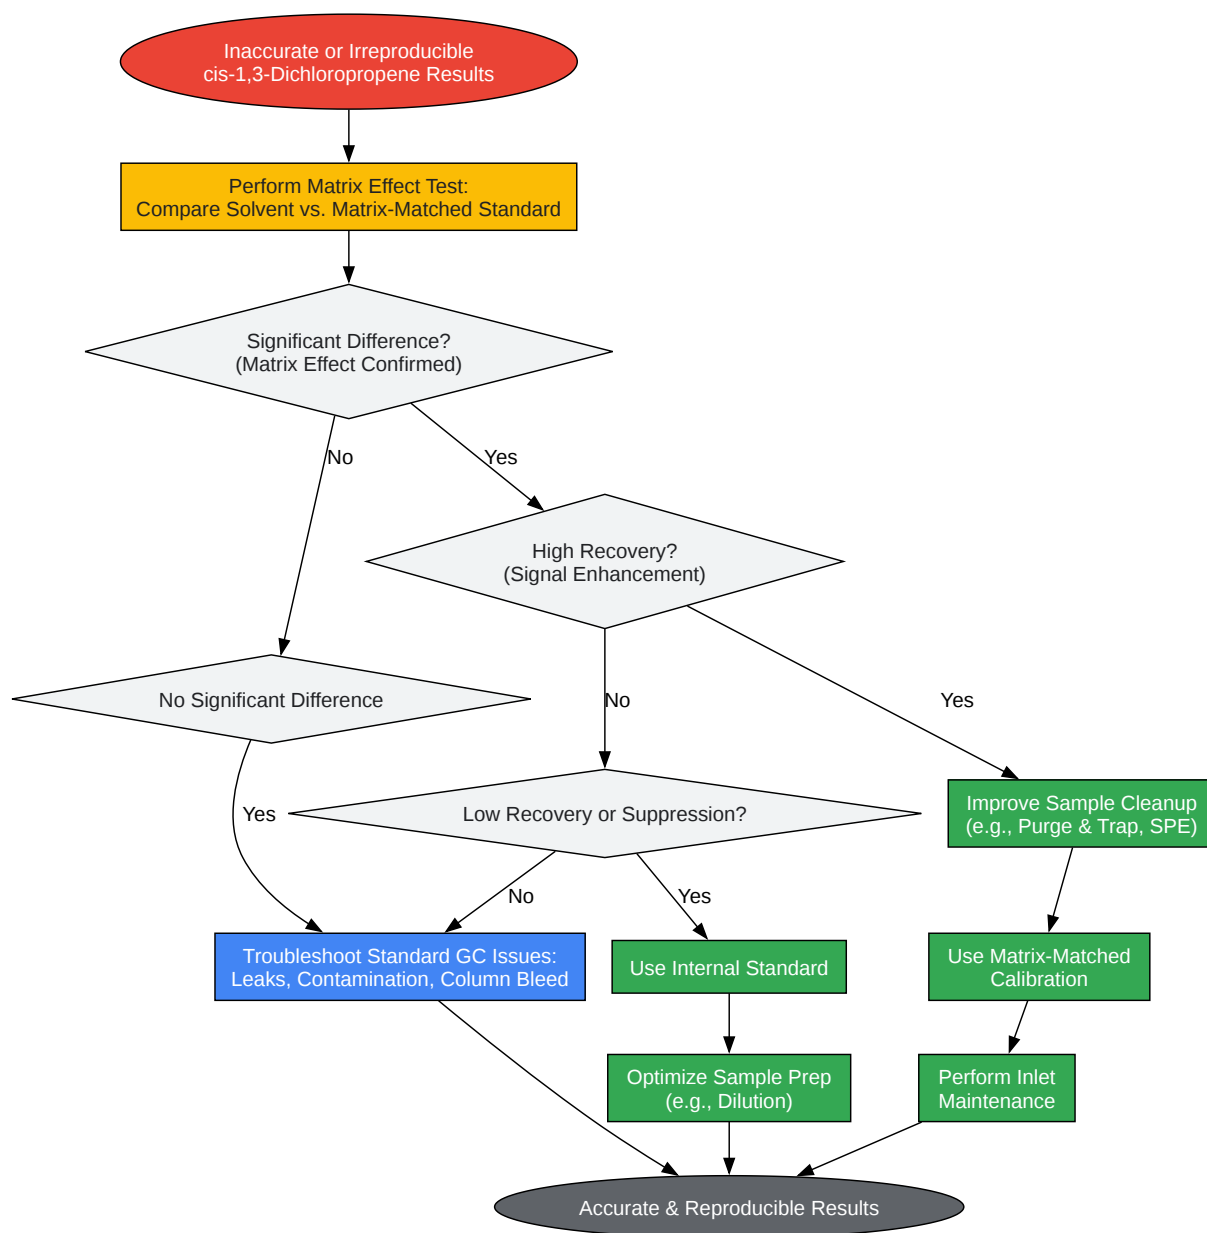 Inaccurate or Irreproducible
cis-1,3-Dichloropropene Results
Perform Matrix Effect Test:
Compare Solvent vs. Matrix-Matched Standard
Significant Difference?
(Matrix Effect Confirmed)
No
Yes
High Recovery?
(Signal Enhancement)
No Significant Difference
No
Yes
Yes
Low Recovery or Suppression?
Improve Sample Cleanup
(e.g., Purge & Trap, SPE)
No
Yes
Troubleshoot Standard GC Issues:
Leaks, Contamination, Column Bleed
Use Internal Standard
Use Matrix-Matched
Calibration
Optimize Sample Prep
(e.g., Dilution)
Perform Inlet
Maintenance
Accurate & Reproducible Results